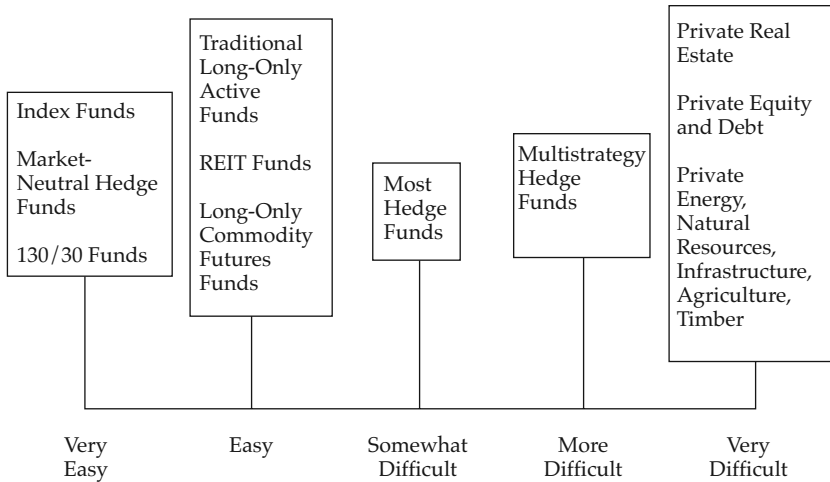 Index Funds
Market-
Neutral Hedge
Funds
130/30 Funds
Traditional
Long-Only
Active
Funds
REIT Funds
Long-Only
Commodity
Futures
Funds
Most
Hedge
Funds
Multistrategy
Hedge
Funds
Private Real
Estate
Private Equity
and Debt
Private
Energy,
Natural
Resources,
Infrastructure,
Agriculture,
Timber
Very
Easy
Easy
Somewhat
Difficult
More
Difficult
Very
Difficult